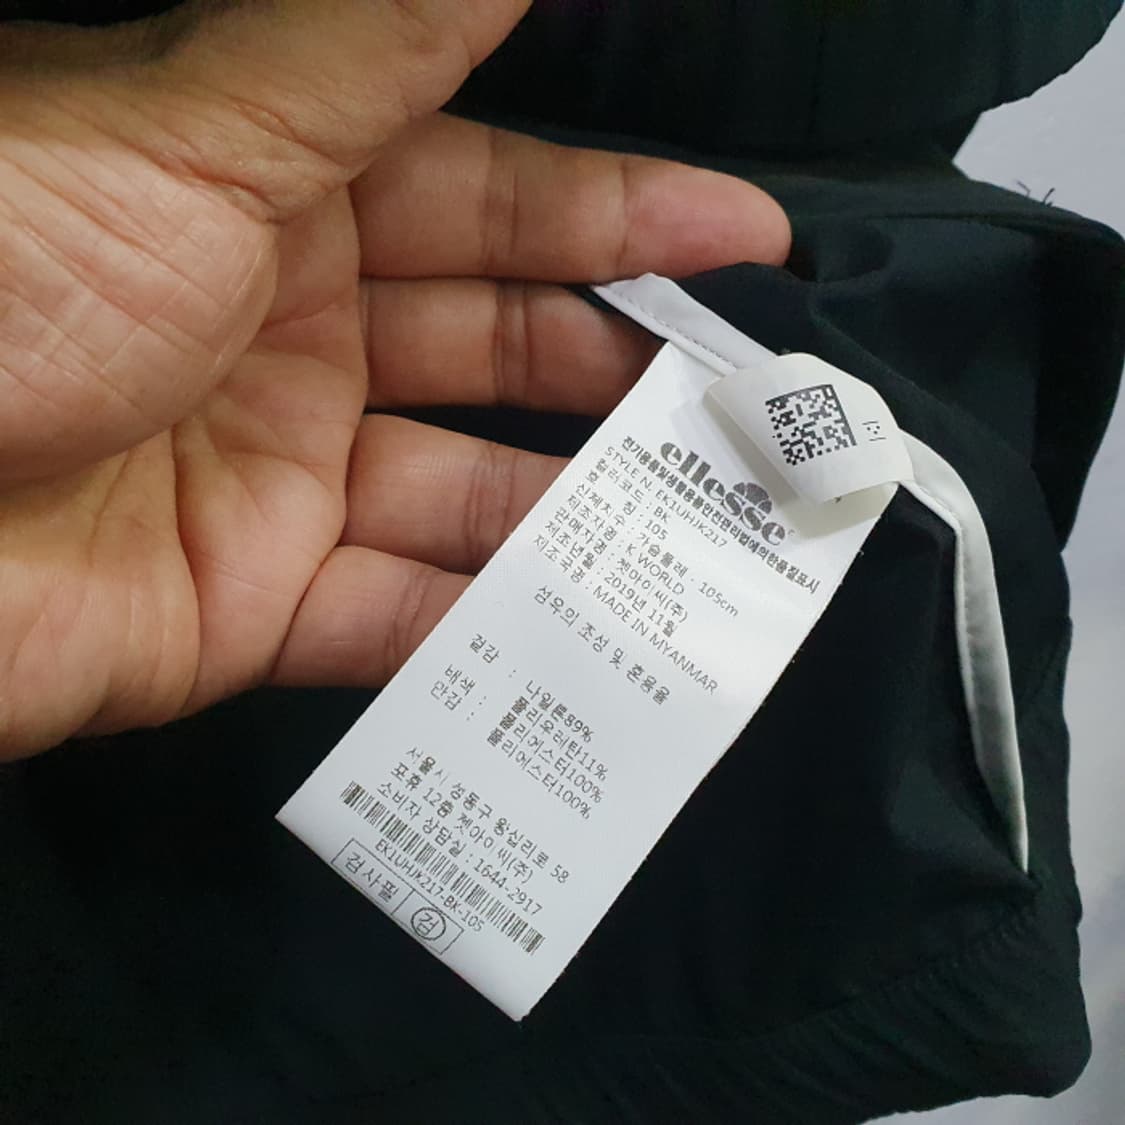 ellesse
전기용품및생활용품안전관리법에의한품질표시
STYLE N. EK1UHJK217
컬러코드 : BK
호 칭 : 105
신체치수 : 가슴둘레 . 105cm
제조자명 : K WORLD
판매자명 : 젯아이씨(주)
제조년월 : 2019년 11월
제조국명 : MADE IN MYANMAR
섬유의 조성 및 혼용율
겉감 : 나일론89%
폴리우레탄11%
배색 : 폴리에스터100%
안감 : 폴리에스터100%
서울시 성동구 왕십리로 58
포휴 12층 젯아이씨(주)
소비자 상담실 : 1644-2917
EK1UHJK217-BK-105
검사필 검